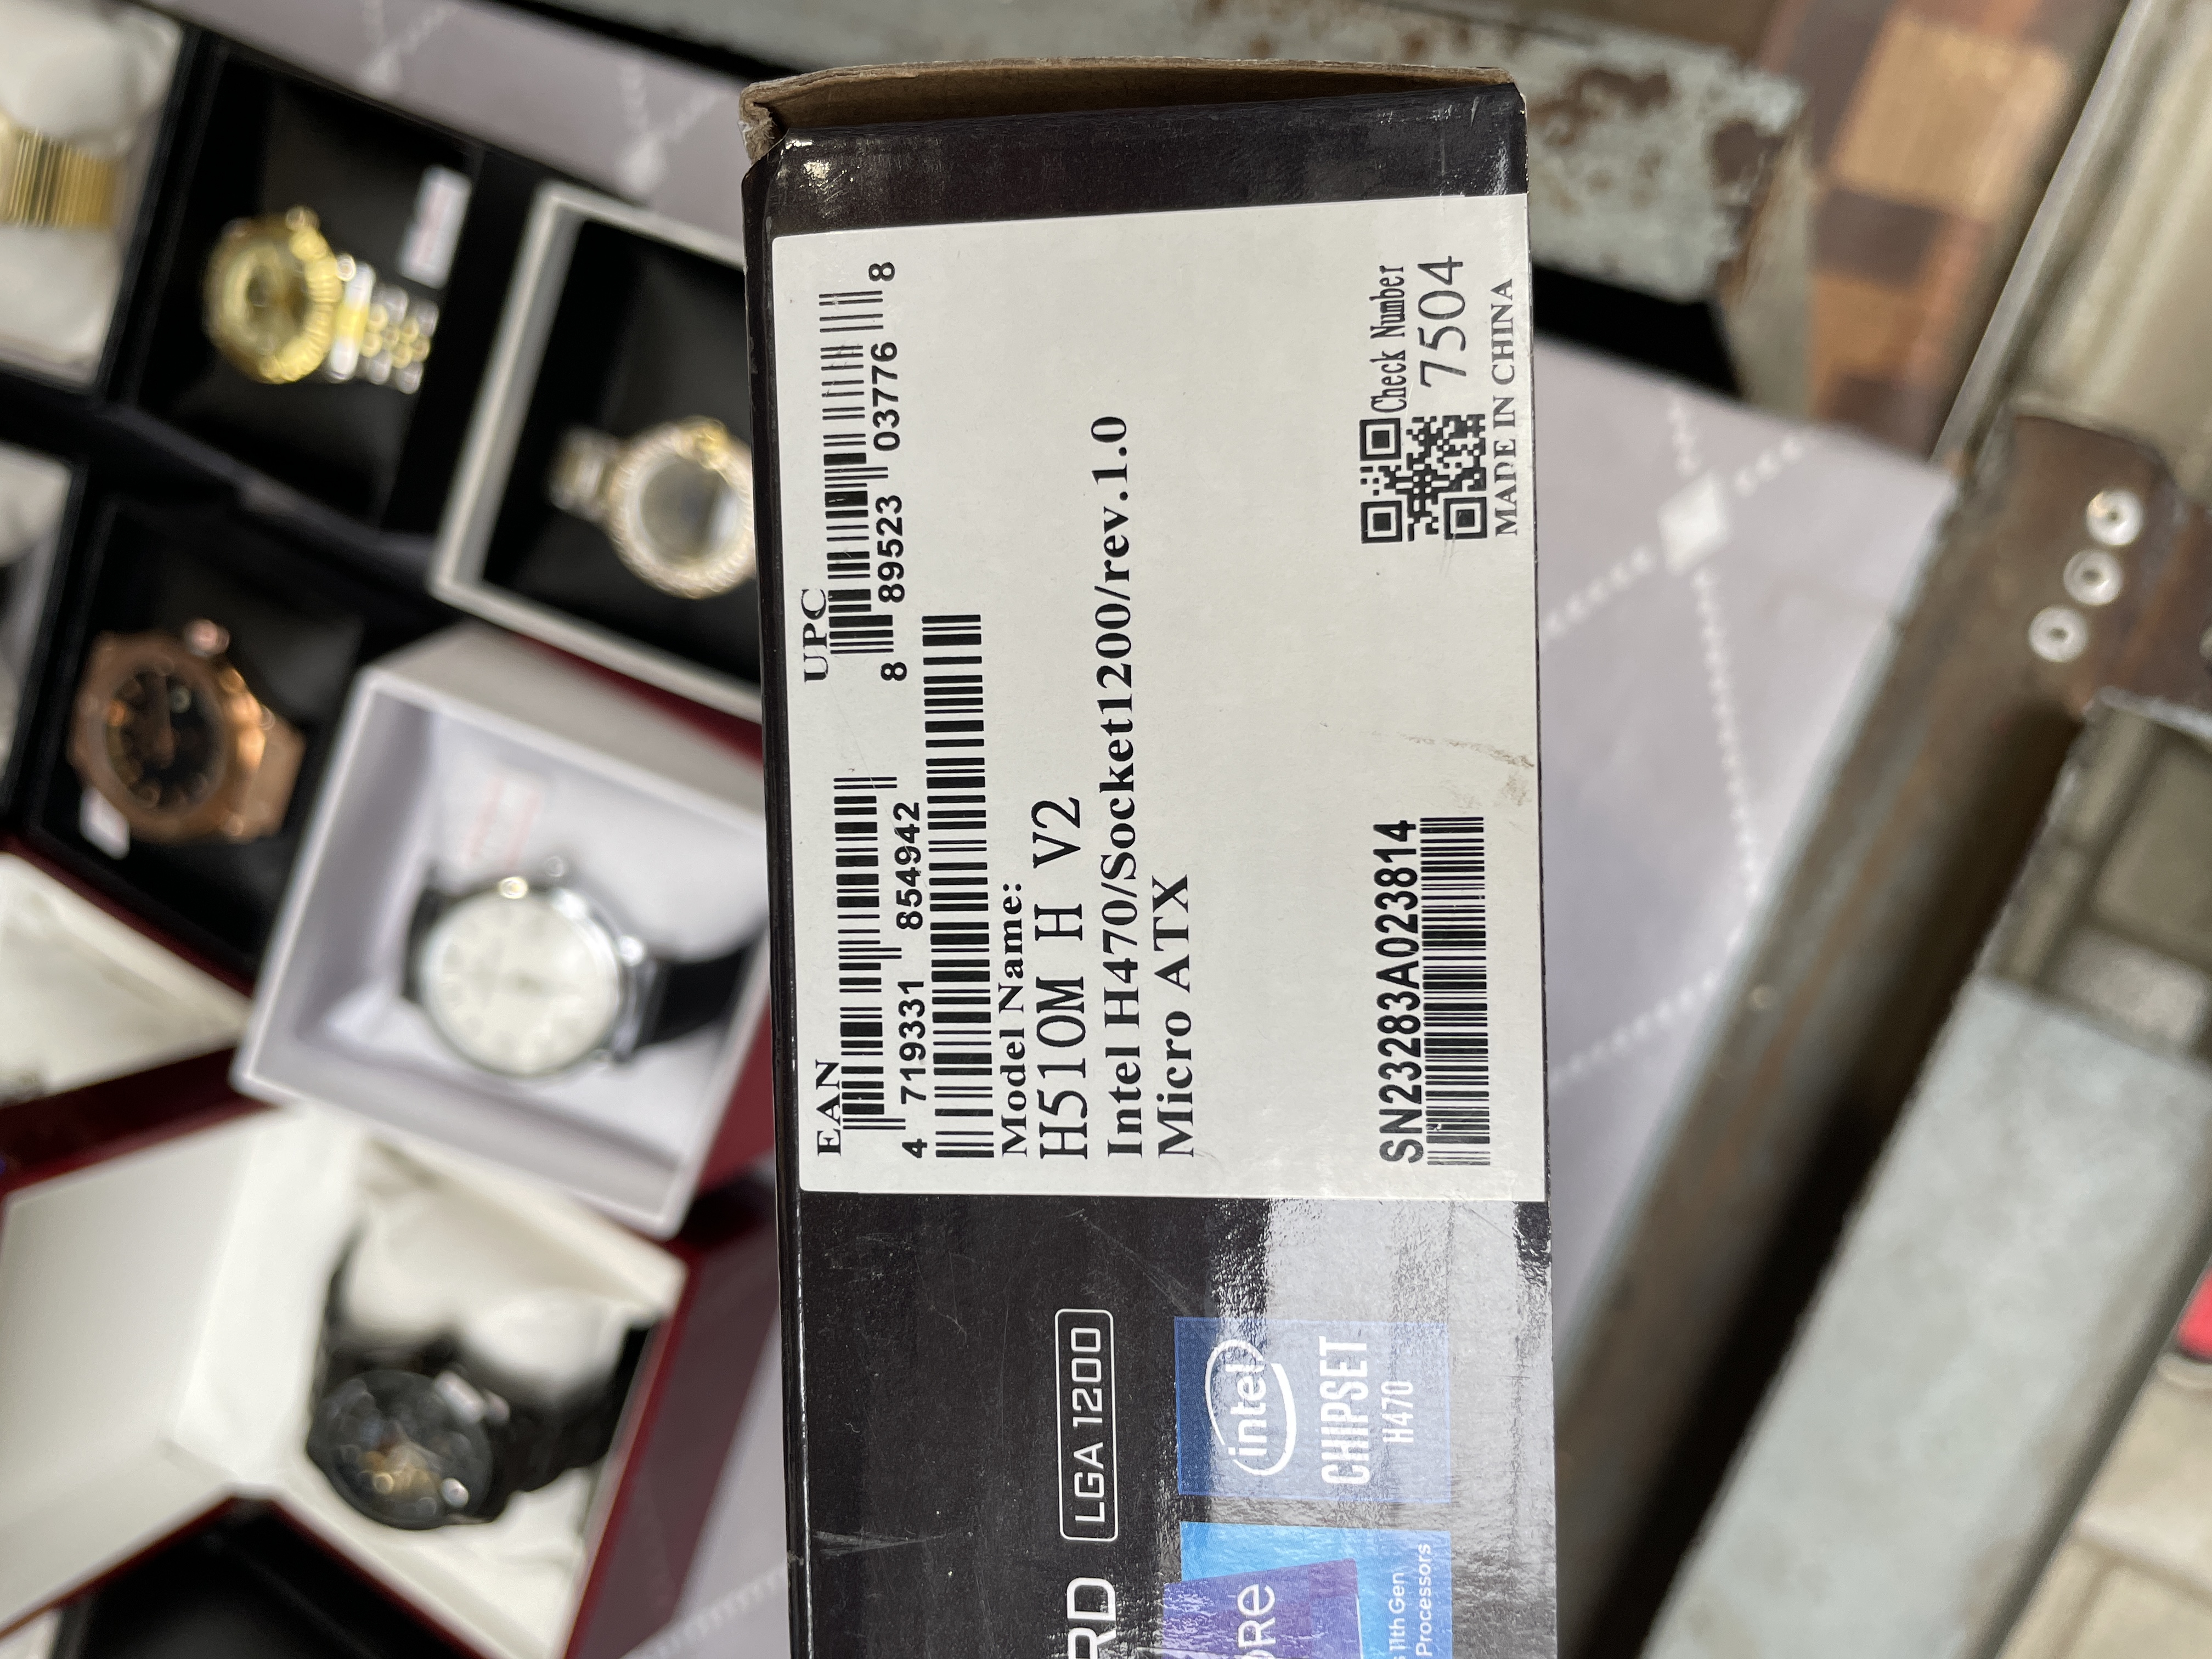 EAN
4 719331 854942
UPC
8 89523 03776 8
Model Name:
H510M H V2
Intel H470/Socket1200/rev.1.0
Micro ATX
SN23283A023814
Check Number
7504
MADE IN CHINA
LGA 1200
intel
CHIPSET
H470
11th Gen
Processors